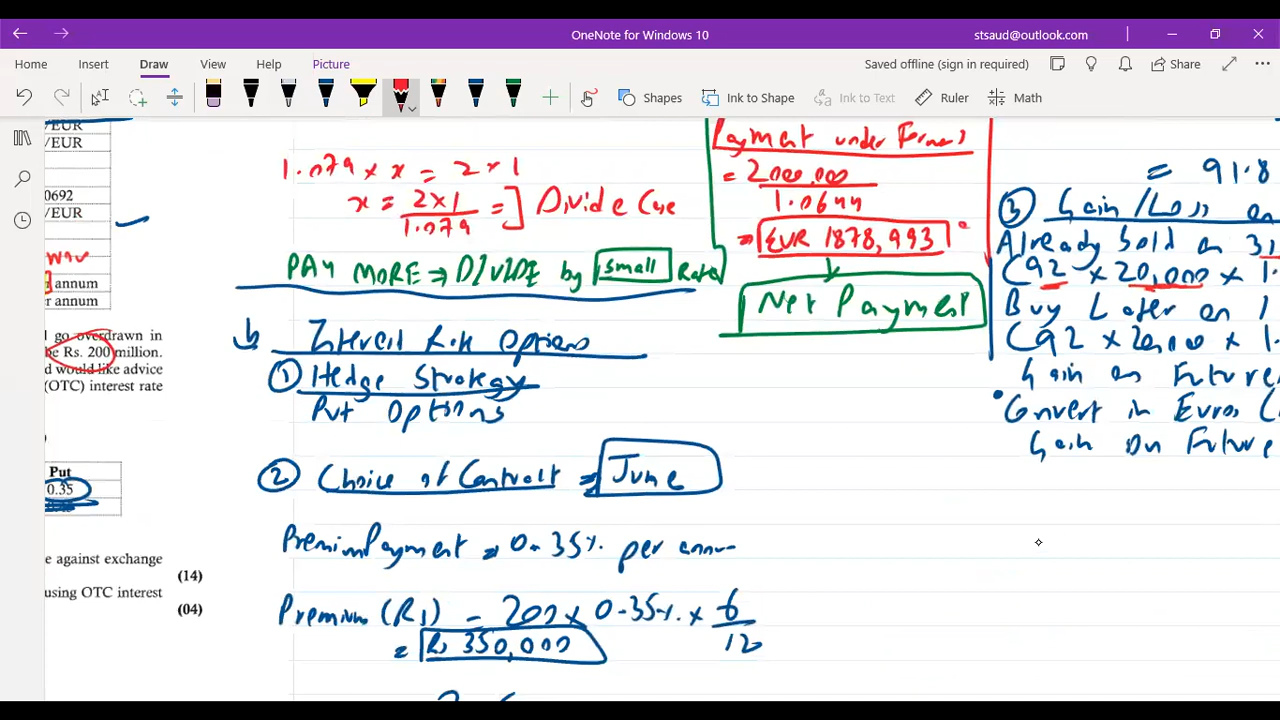 OneNote for Windows 10
stsaud@outlook.com
Home Insert Draw View Help Picture
Saved offline (sign in required)
Share
Shapes
Ink to Shape
Ink to Text
Ruler
Math
/EUR
/EUR
0692
/EUR
annum
er annum
l go overdrawn in
be Rs. 200 million.
d would like advice
(OTC) interest rate
Put
0.35
e against exchange
(14)
using OTC interest
(04)
1.079 x x = 2 x 1
x = 2x1 / 1.079 = ] Divide Case
PAY MORE ⇒ DIVIDE by small Rate
Payment under
= 2000,000
1.0644
⇒ EUR 1878,993
Net Payment
Options
① Hedge Strategy
Put Options
② Choice of Contract ⇒ June
Premium Payment = 0.35% per annum
Premium (Rs) = 200 x 0.35% x 6
12
= Rs 350,000
= 91.8
③ Gain/Loss on
Already Sold on 31
(92 x 20,000 x 1.
Buy Later on 1
(92 x 20,000 x 1.
Gain on Future
Convert in Euros (
Gain on Future